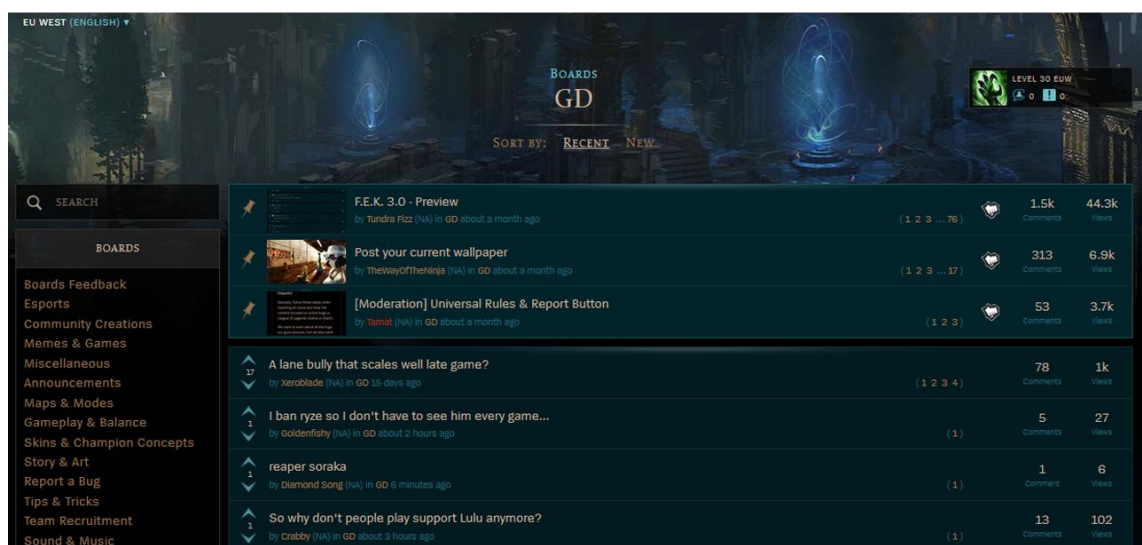 EU WEST (ENGLISH) ▾
BOARDS
GD
SORT BY: RECENT NEW
LEVEL 30 EUW
0 0
SEARCH
BOARDS
Boards Feedback
Esports
Community Creations
Memes & Games
Miscellaneous
Announcements
Maps & Modes
Gameplay & Balance
Skins & Champion Concepts
Story & Art
Report a Bug
Tips & Tricks
Team Recruitment
Sound & Music
F.E.K. 3.0 - Preview
by Tundra Fizz (NA) in GD about a month ago
(1 2 3 ... 76)
1.5k 44.3k
Comments Views
Post your current wallpaper
by TheWayOfTheNinja (NA) in GD about a month ago
(1 2 3 ... 17)
313 6.9k
Comments Views
[Moderation] Universal Rules & Report Button
by Tamat (NA) in GD about a month ago
(1 2 3)
53 3.7k
Comments Views
17
A lane bully that scales well late game?
by Xeroblade (NA) in GD 15 days ago
(1 2 3 4)
78 1k
Comments Views
1
I ban ryze so I don't have to see him every game...
by Goldenfishy (NA) in GD about 2 hours ago
(1)
5 27
Comments Views
1
reaper soraka
by Diamond Song (NA) in GD 6 minutes ago
(1)
1 6
Comment Views
1
So why don't people play support Lulu anymore?
by Crabby (NA) in GD about 3 hours ago
(1)
13 102
Comments Views